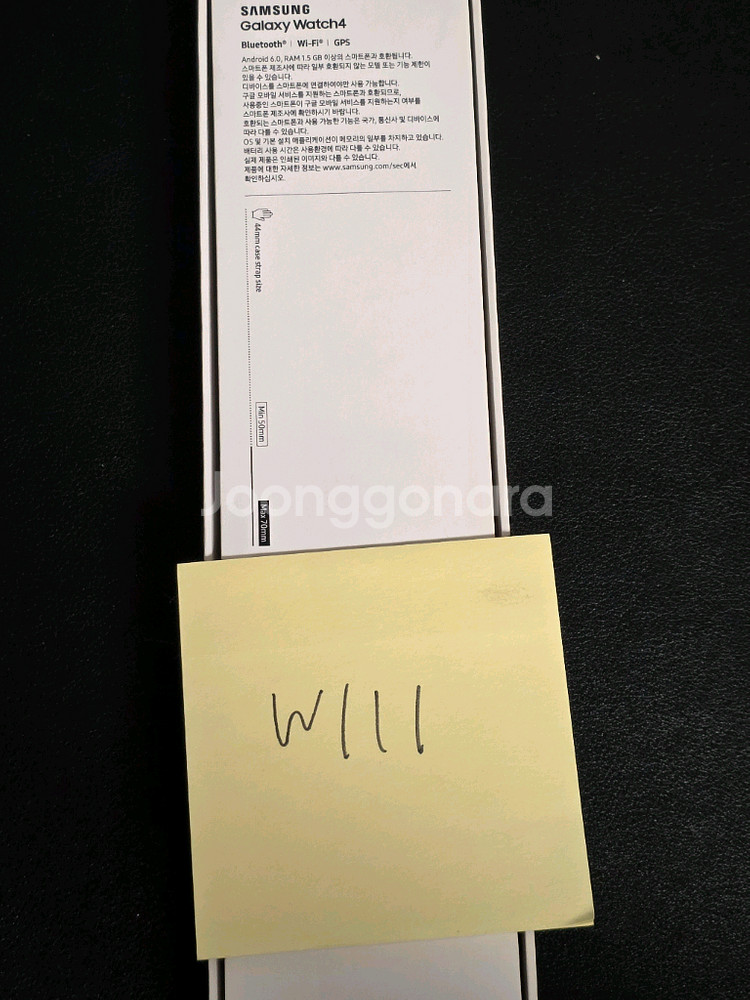 SAMSUNG
Galaxy Watch4
Bluetooth® | Wi-Fi® | GPS
Android 6.0, RAM 1.5 GB 이상의 스마트폰과 호환됩니다.
스마트폰 제조사에 따라 일부 호환되지 않는 모델 또는 기능 제한이
있을 수 있습니다.
디바이스를 스마트폰에 연결하여야만 사용 가능합니다.
구글 모바일 서비스를 지원하는 스마트폰과 호환되므로,
사용중인 스마트폰이 구글 모바일 서비스를 지원하는지 여부를
스마트폰 제조사에 확인하시기 바랍니다.
호환되는 스마트폰과 사용 가능한 기능은 국가, 통신사 및 디바이스에
따라 다를 수 있습니다.
OS 및 기본 설치 애플리케이션이 메모리의 일부를 차지하고 있습니다.
배터리 사용 시간은 사용환경에 따라 다를 수 있습니다.
실제 제품은 인쇄된 이미지와 다를 수 있습니다.
제품에 대한 자세한 정보는 www.samsung.com/sec에서
확인하십시오.
44mm case strap size
Min 50mm
Max 70mm
Joonggonara
W111